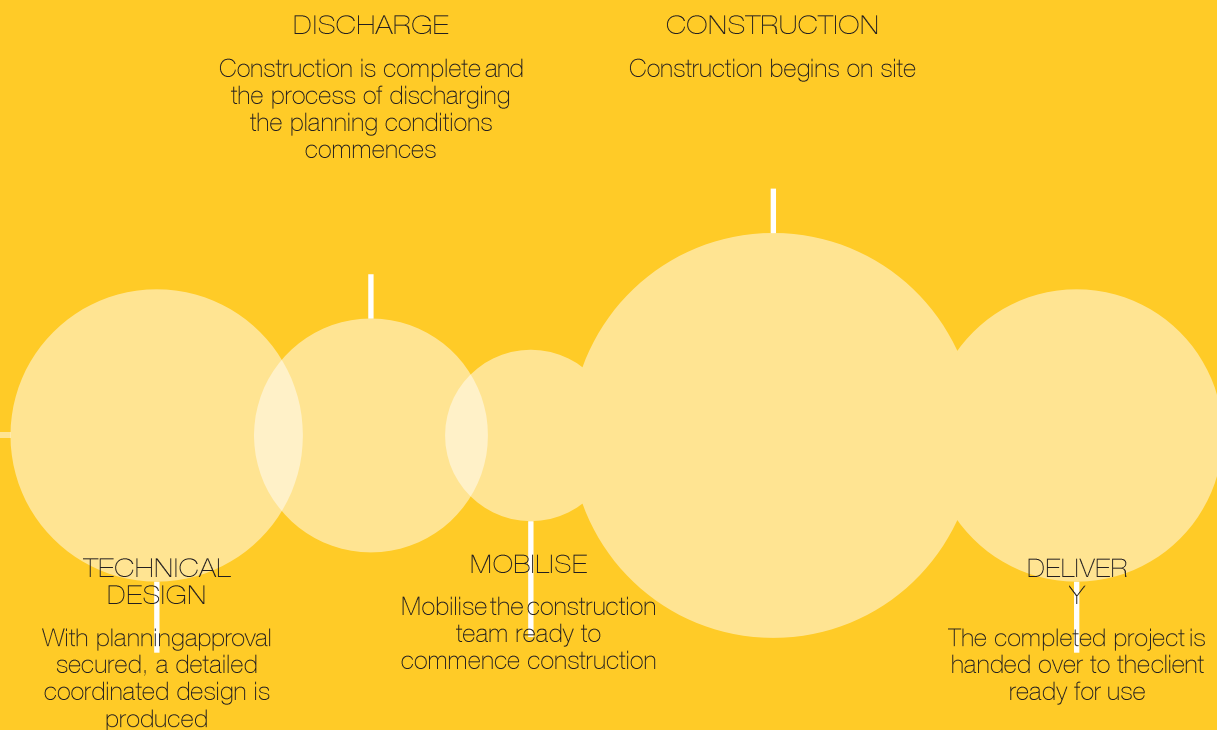 DISCHARGE
Construction is complete and
the process of discharging
the planning conditions
commences
CONSTRUCTION
Construction begins on site
TECHNICAL
DESIGN
With planningapproval
secured, a detailed
coordinated design is
produced
MOBILISE
Mobilise the construction
team ready to
commence construction
DELIVER
Y
The completed project is
handed over to theclient
ready for use